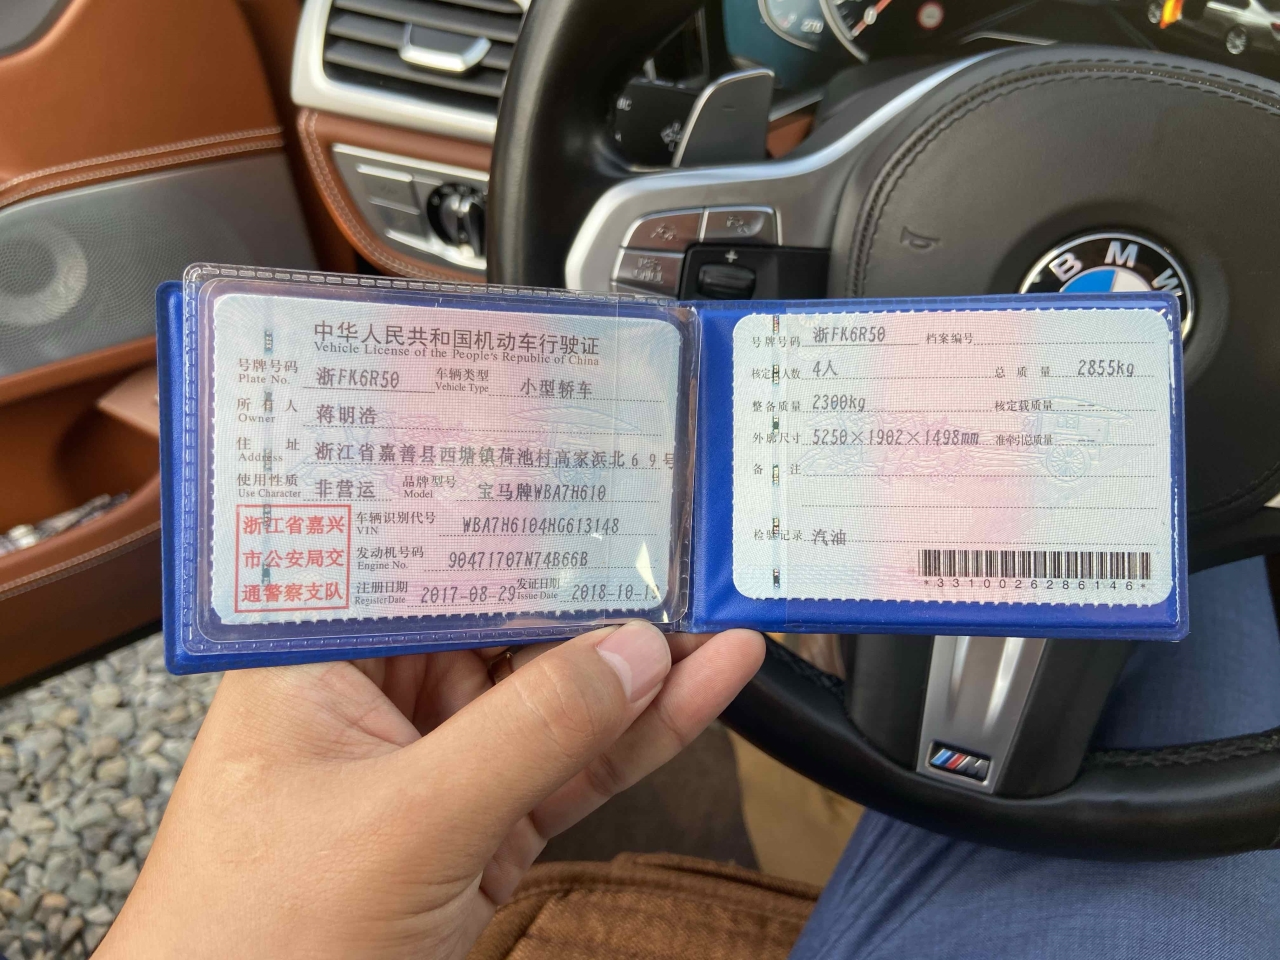 中华人民共和国机动车行驶证
Vehicle License of the People's Republic of China
号牌号码 浙FK6R50 车辆类型 小型轿车
Plate No. Vehicle Type
所有人 蒋明浩
Owner
住址 浙江省嘉善县西塘镇荷池村高家浜北69号
Address
使用性质 非营运 品牌型号 宝马牌WBA7H610
Use Character Model
浙江省嘉兴
市公安局交
通警察支队
车辆识别代号 WBA7H6104HG613148
VIN
发动机号码 90471707N74B66B
Engine No.
注册日期 2017-08-29 发证日期 2018-10-
Register Date Issue Date
号牌号码 浙FK6R50 档案编号
核定人数 4人 总质量 2855kg
整备质量 2300kg 核定载质量 --
外廓尺寸 5250×1902×1498mm 准牵引总质量 --
备注
检验记录 汽油
*3310026286146*
BMW